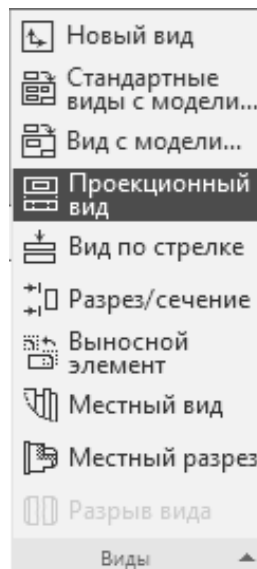 Новый вид
Стандартные
виды с модели...
Вид с модели...
Проекционный
вид
Вид по стрелке
Разрез/сечение
Выносной
элемент
Местный вид
Местный разрез
Разрыв вида
Виды